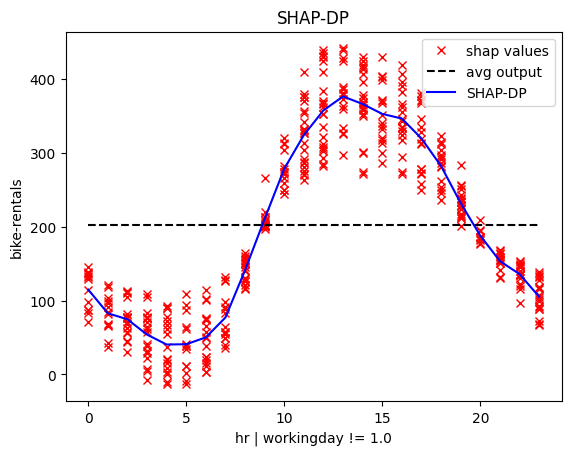 SHAP-DP
shap values
avg output
SHAP-DP
400
300
200
100
0
bike-rentals
0 5 10 15 20
hr | workingday != 1.0